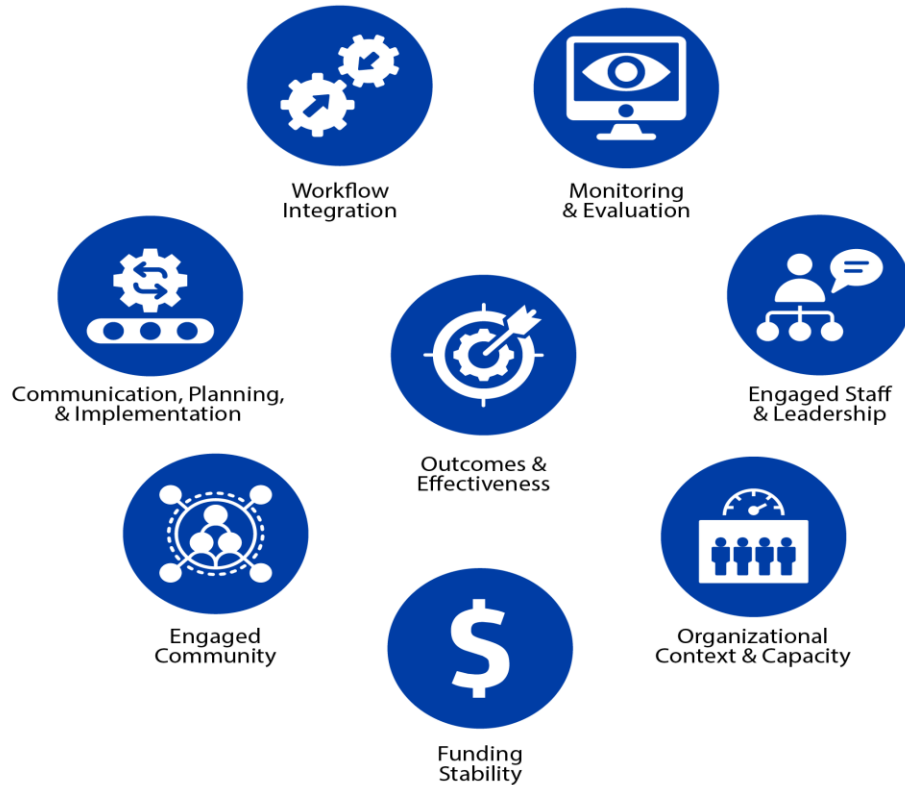 Workflow
Integration
Monitoring
& Evaluation
Communication, Planning,
& Implementation
Engaged Staff
& Leadership
Outcomes &
Effectiveness
Engaged
Community
Organizational
Context & Capacity
$
Funding
Stability